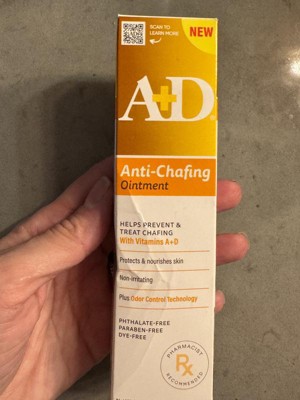 SCAN TO
LEARN MORE
NEW
A+D
Anti-Chafing
Ointment
HELPS PREVENT &
TREAT CHAFING
With Vitamins A+D
Protects & nourishes skin
Non-irritating
Plus Odor Control Technology
PHTHALATE-FREE
PARABEN-FREE
DYE-FREE
PHARMACIST
Rx
RECOMMENDED